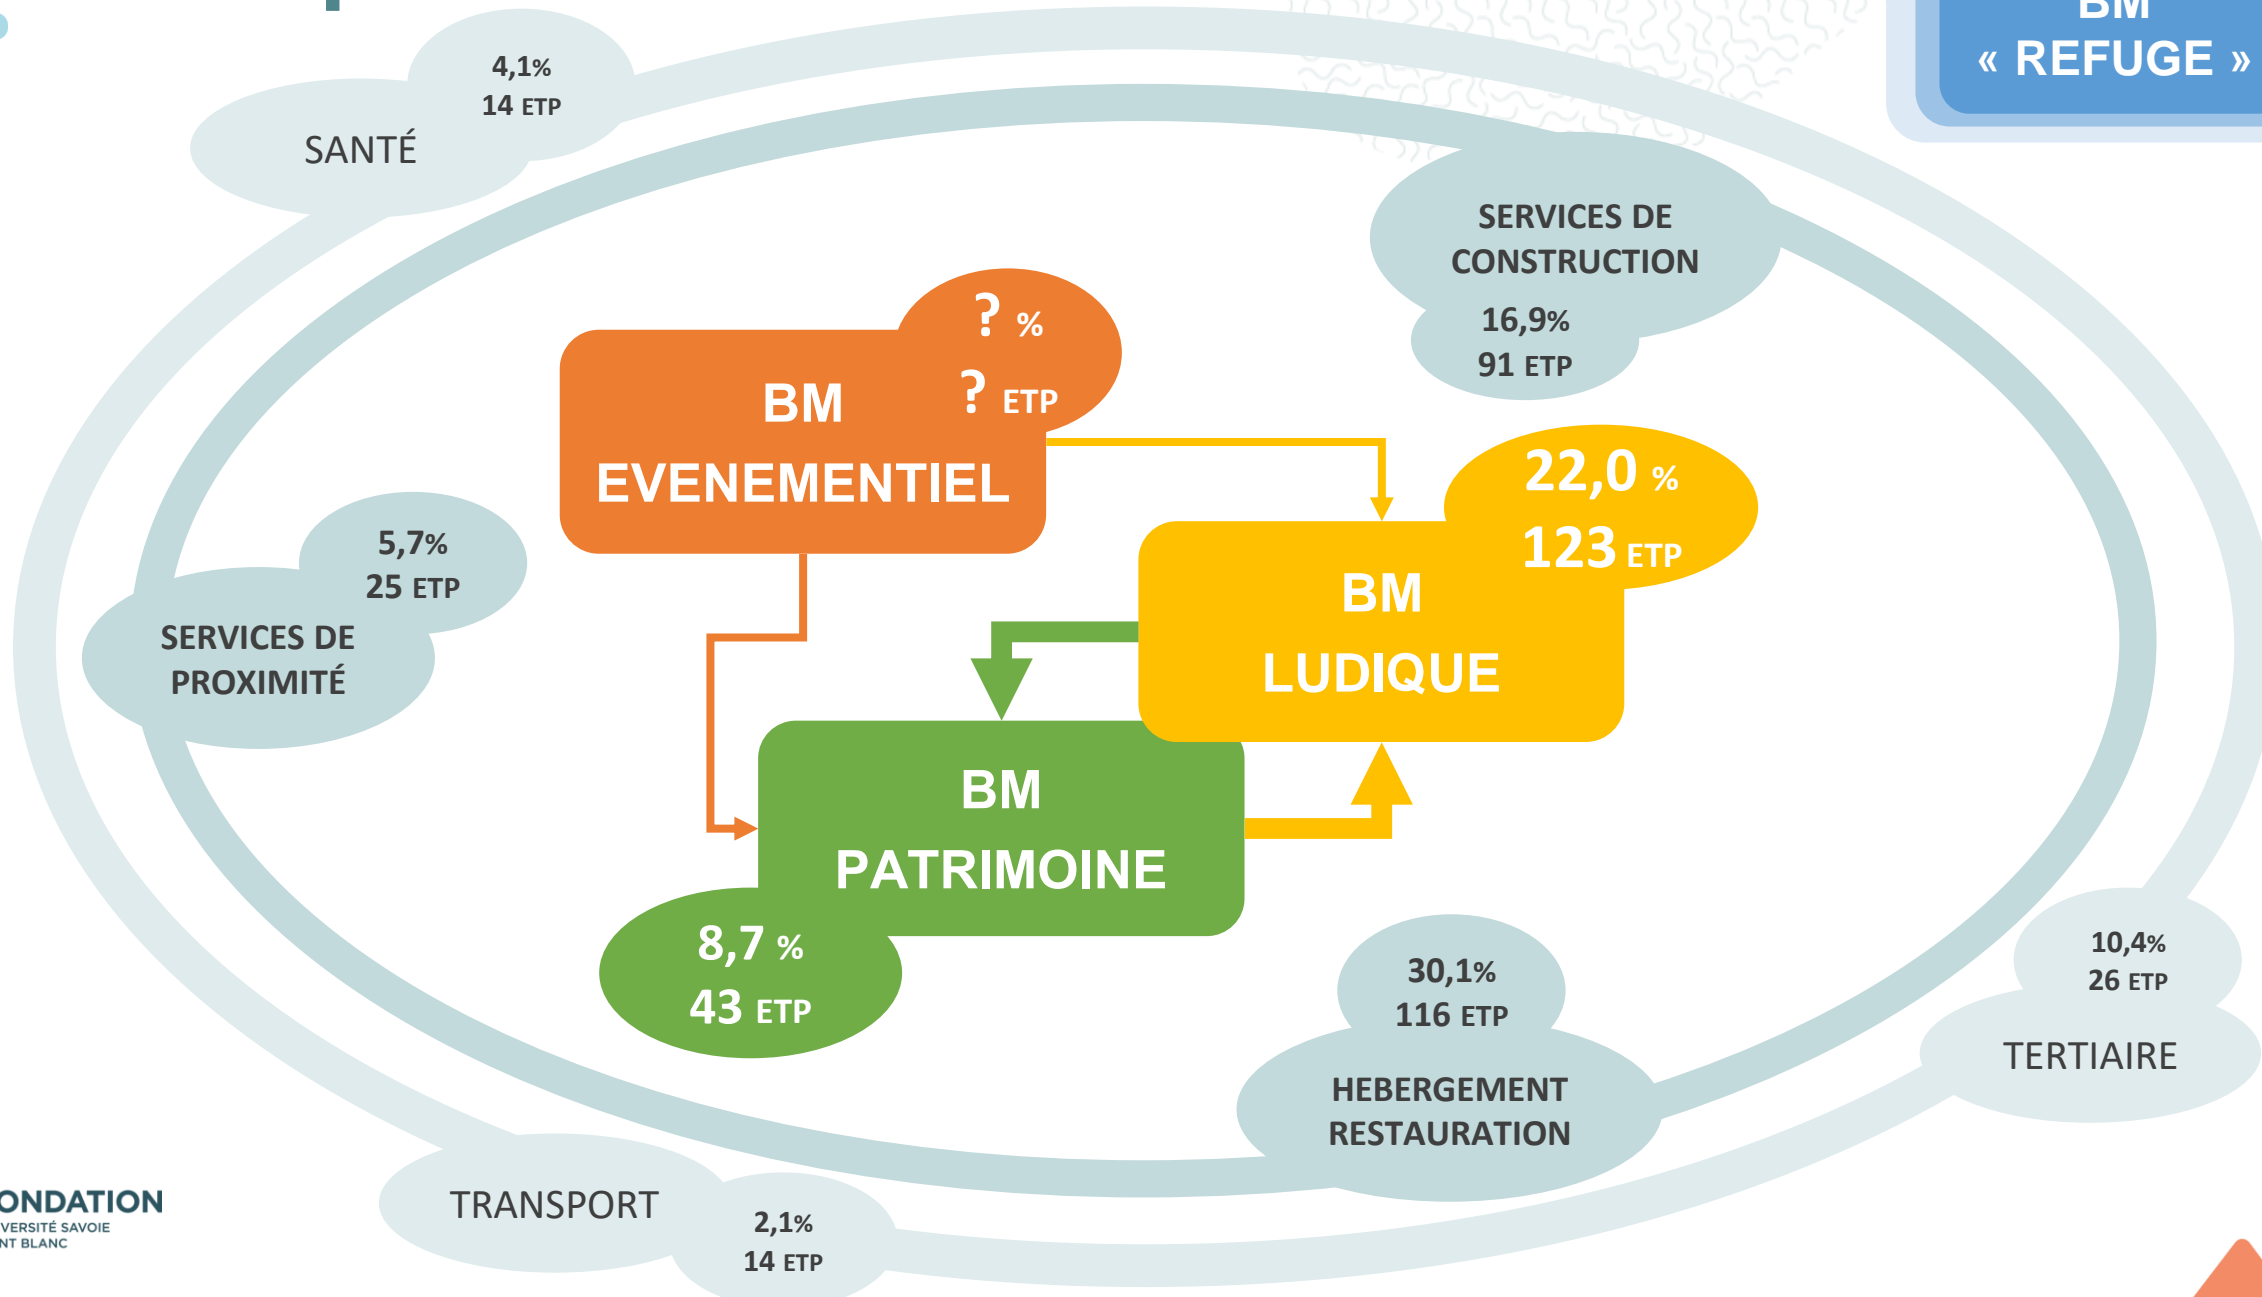 BM
« REFUGE »
4,1%
14 ETP
SANTÉ
SERVICES DE
CONSTRUCTION
16,9%
91 ETP
? %
? ETP
BM
EVENEMENTIEL
22,0 %
123 ETP
BM
LUDIQUE
5,7%
25 ETP
SERVICES DE
PROXIMITÉ
BM
PATRIMOINE
8,7 %
43 ETP
30,1%
116 ETP
HEBERGEMENT
RESTAURATION
10,4%
26 ETP
TERTIAIRE
TRANSPORT
2,1%
14 ETP
ONDATION
VERSITÉ SAVOIE
NT BLANC